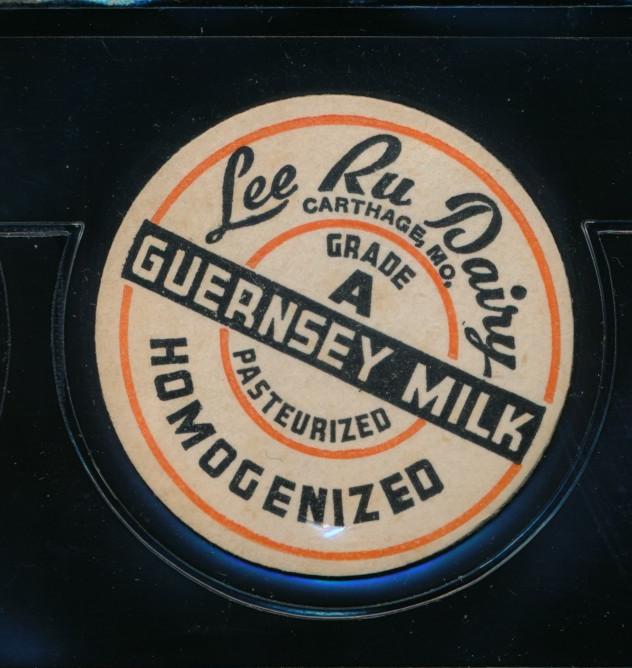 Lee Ru Dairy
CARTHAGE, MO.
GRADE
A
GUERNSEY MILK
PASTEURIZED
HOMOGENIZED